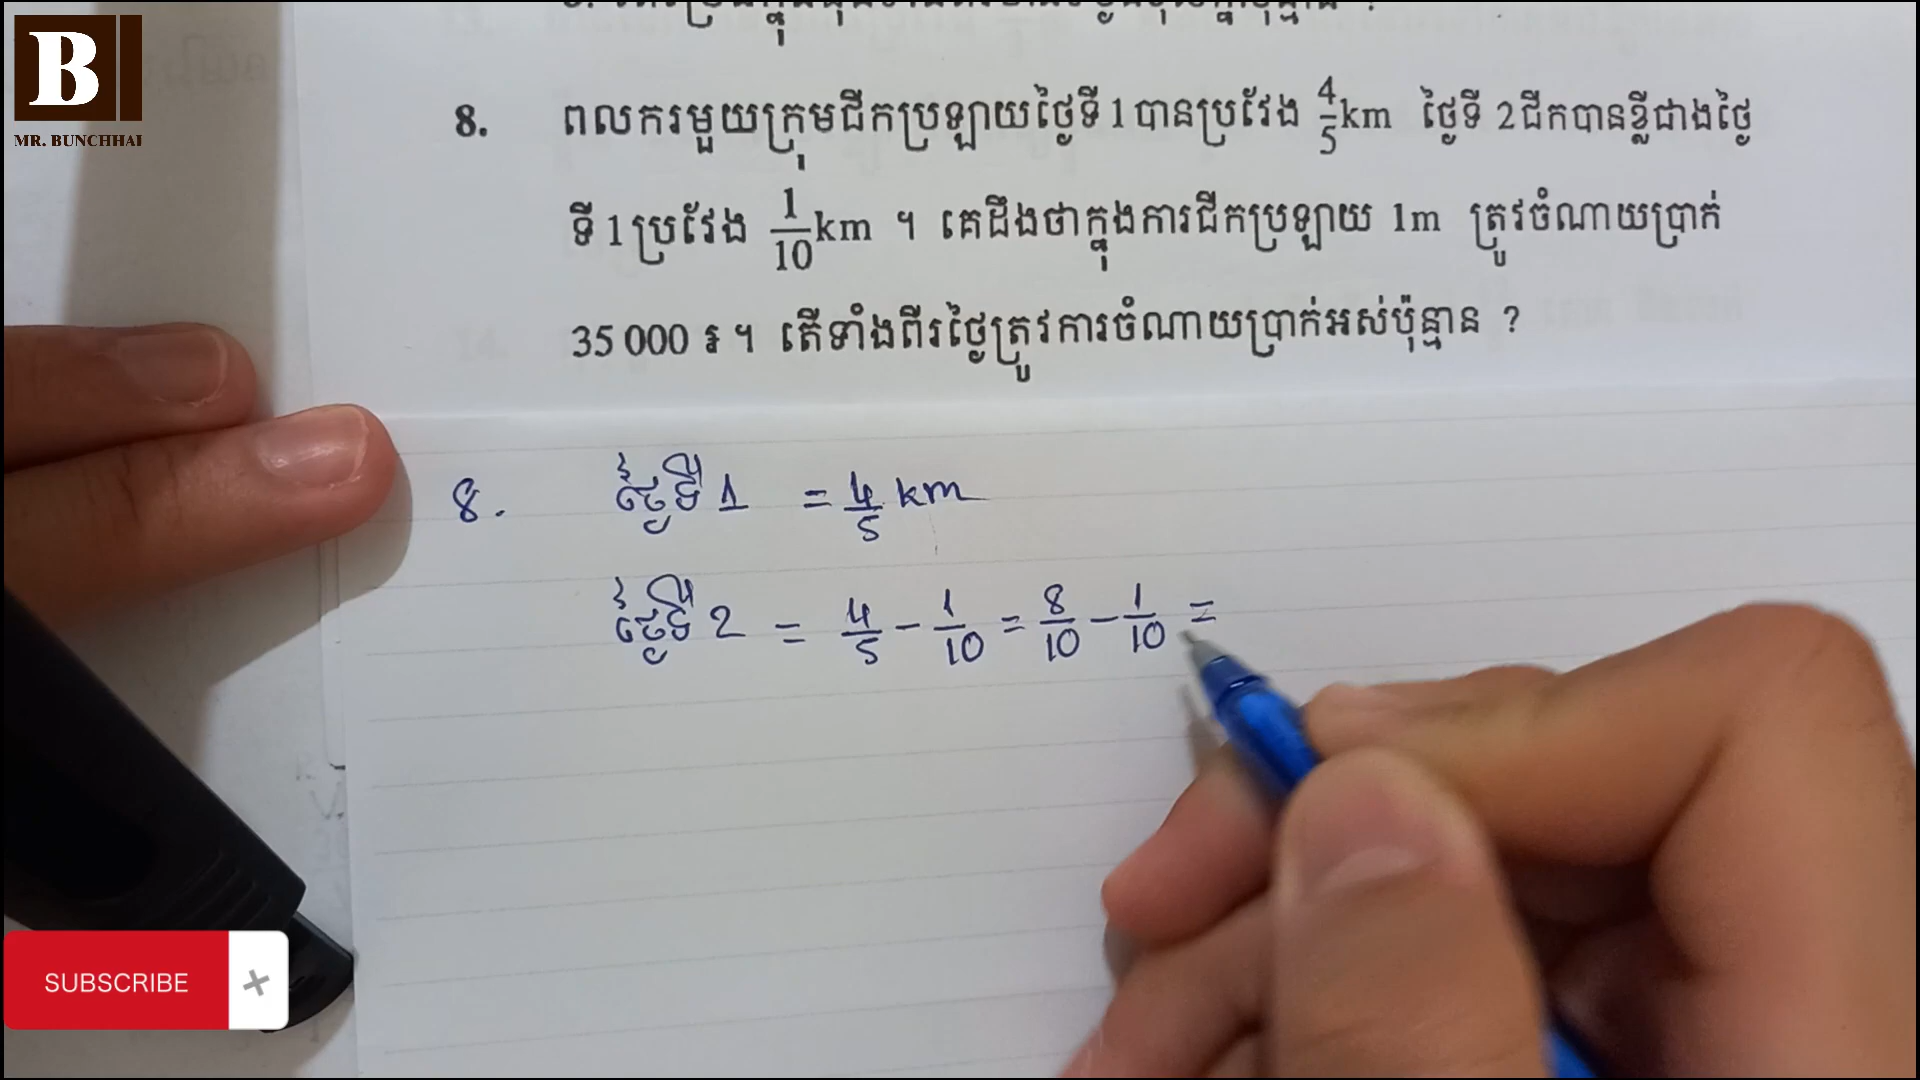 B
MR. BUNCHHAI
8. ពលករមួយក្រុមជីកប្រឡាយថ្ងៃទី 1 បានប្រវែង 4/5 km ថ្ងៃទី 2 ជីកបានខ្លីជាងថ្ងៃ
ទី 1 ប្រវែង 1/10 km ។ គេដឹងថាក្នុងការជីកប្រឡាយ 1m ត្រូវចំណាយប្រាក់
35 000 ៛ ។ តើទាំងពីរថ្ងៃត្រូវការចំណាយប្រាក់អស់ប៉ុន្មាន ?
8. ថ្ងៃទី 1 = 4/5 km
ថ្ងៃទី 2 = 4/5 - 1/10 = 8/10 - 1/10 =
SUBSCRIBE